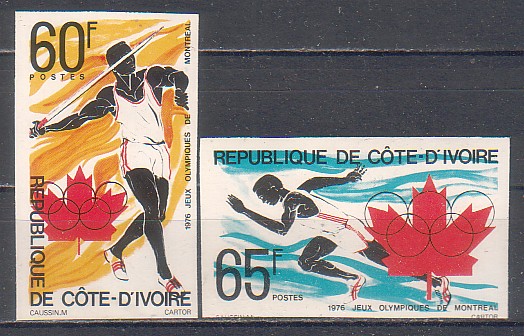 60F
POSTES
1976 JEUX OLYMPIQUES DE MONTREAL
REPUBLIQUE
DE CÔTE-D'IVOIRE
CAUSSIN.M CARTOR
REPUBLIQUE DE CÔTE-D'IVOIRE
65F
POSTES
1976 JEUX OLYMPIQUES DE MONTREAL
CAUSSIN.M CARTOR